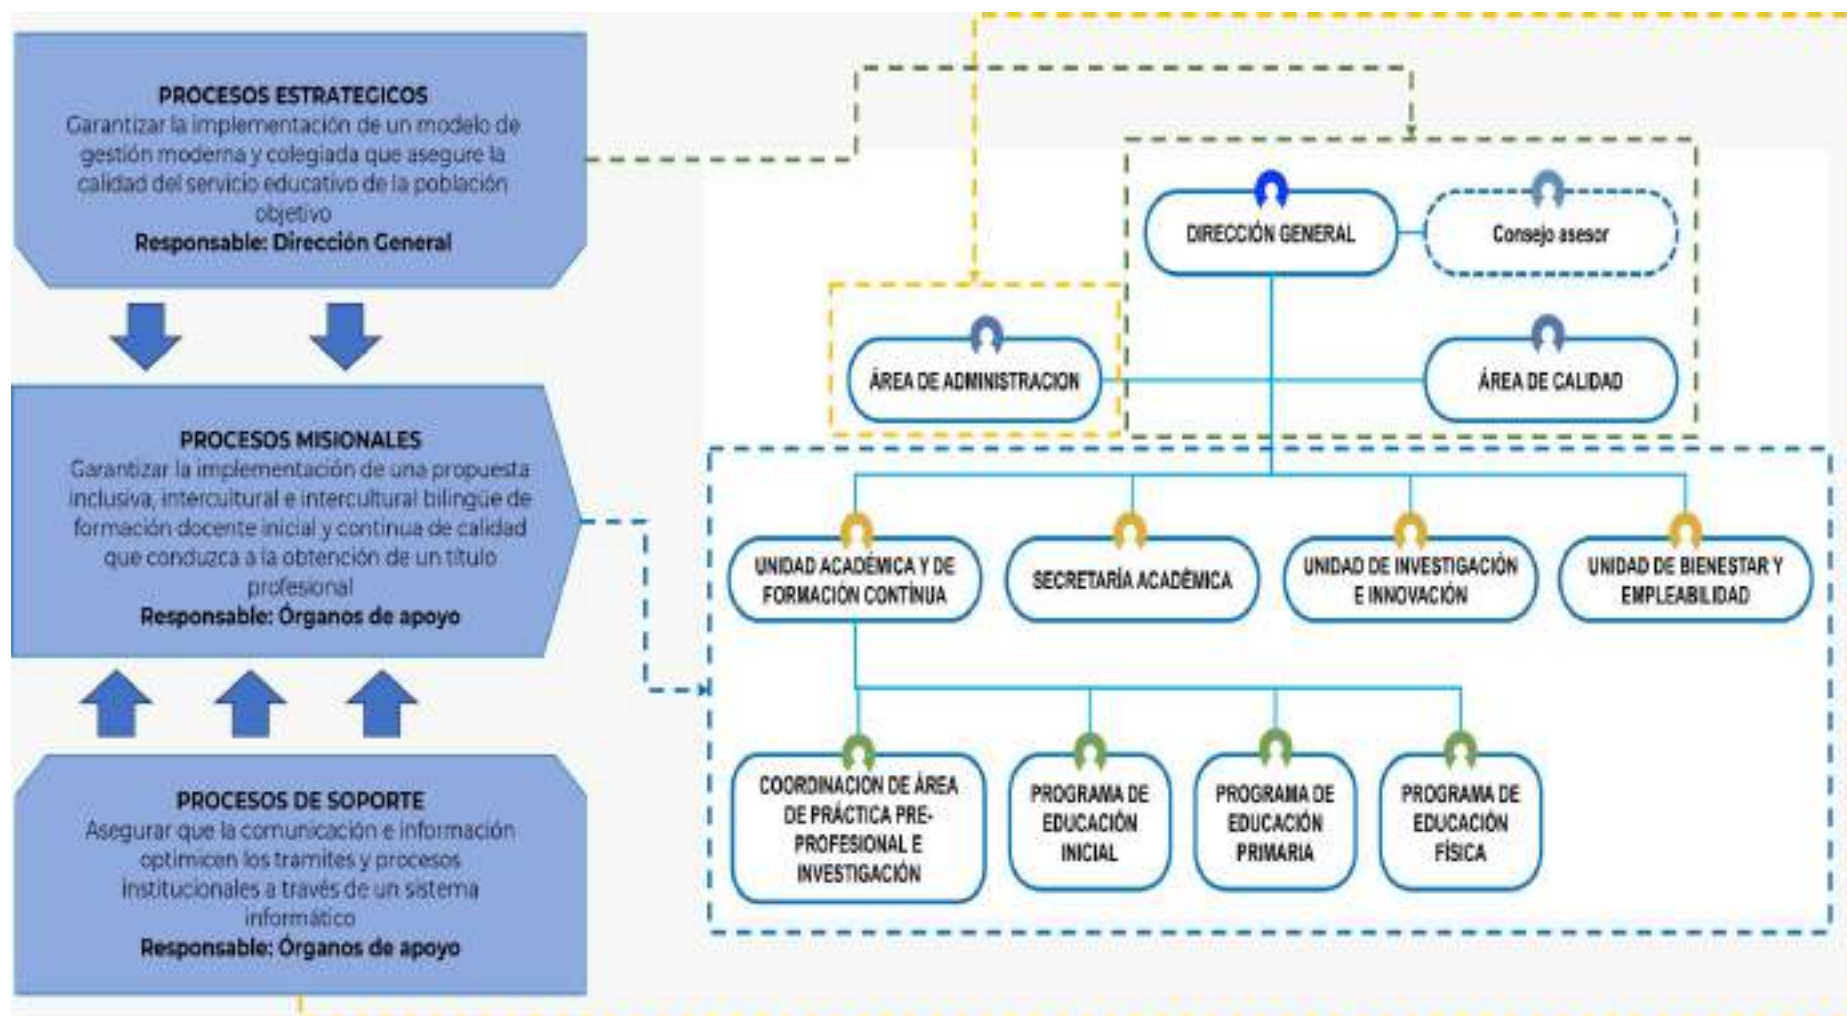 PROCESOS ESTRATEGICOS
Garantizar la implementación de un modelo de
gestión moderna y colegiada que asegure la
calidad del servicio educativo de la población
objetivo
Responsable: Dirección General
PROCESOS MISIONALES
Garantizar la implementación de una propuesta
inclusiva, intercultural e intercultural bilingüe de
formación docente inicial y continua de calidad
que conduzca a la obtención de un título
profesional
Responsable: Órganos de apoyo
PROCESOS DE SOPORTE
Asegurar que la comunicación e información
optimicen los tramites y procesos
institucionales a través de un sistema
informático
Responsable: Órganos de apoyo
DIRECCIÓN GENERAL
Consejo asesor
ÁREA DE ADMINISTRACION
ÁREA DE CALIDAD
UNIDAD ACADÉMICA Y DE
FORMACIÓN CONTÍNUA
SECRETARÍA ACADÉMICA
UNIDAD DE INVESTIGACIÓN
E INNOVACIÓN
UNIDAD DE BIENESTAR Y
EMPLEABILIDAD
COORDINACION DE ÁREA
DE PRÁCTICA PRE-
PROFESIONAL E
INVESTIGACIÓN
PROGRAMA DE
EDUCACIÓN
INICIAL
PROGRAMA DE
EDUCACIÓN
PRIMARIA
PROGRAMA DE
EDUCACIÓN
FÍSICA